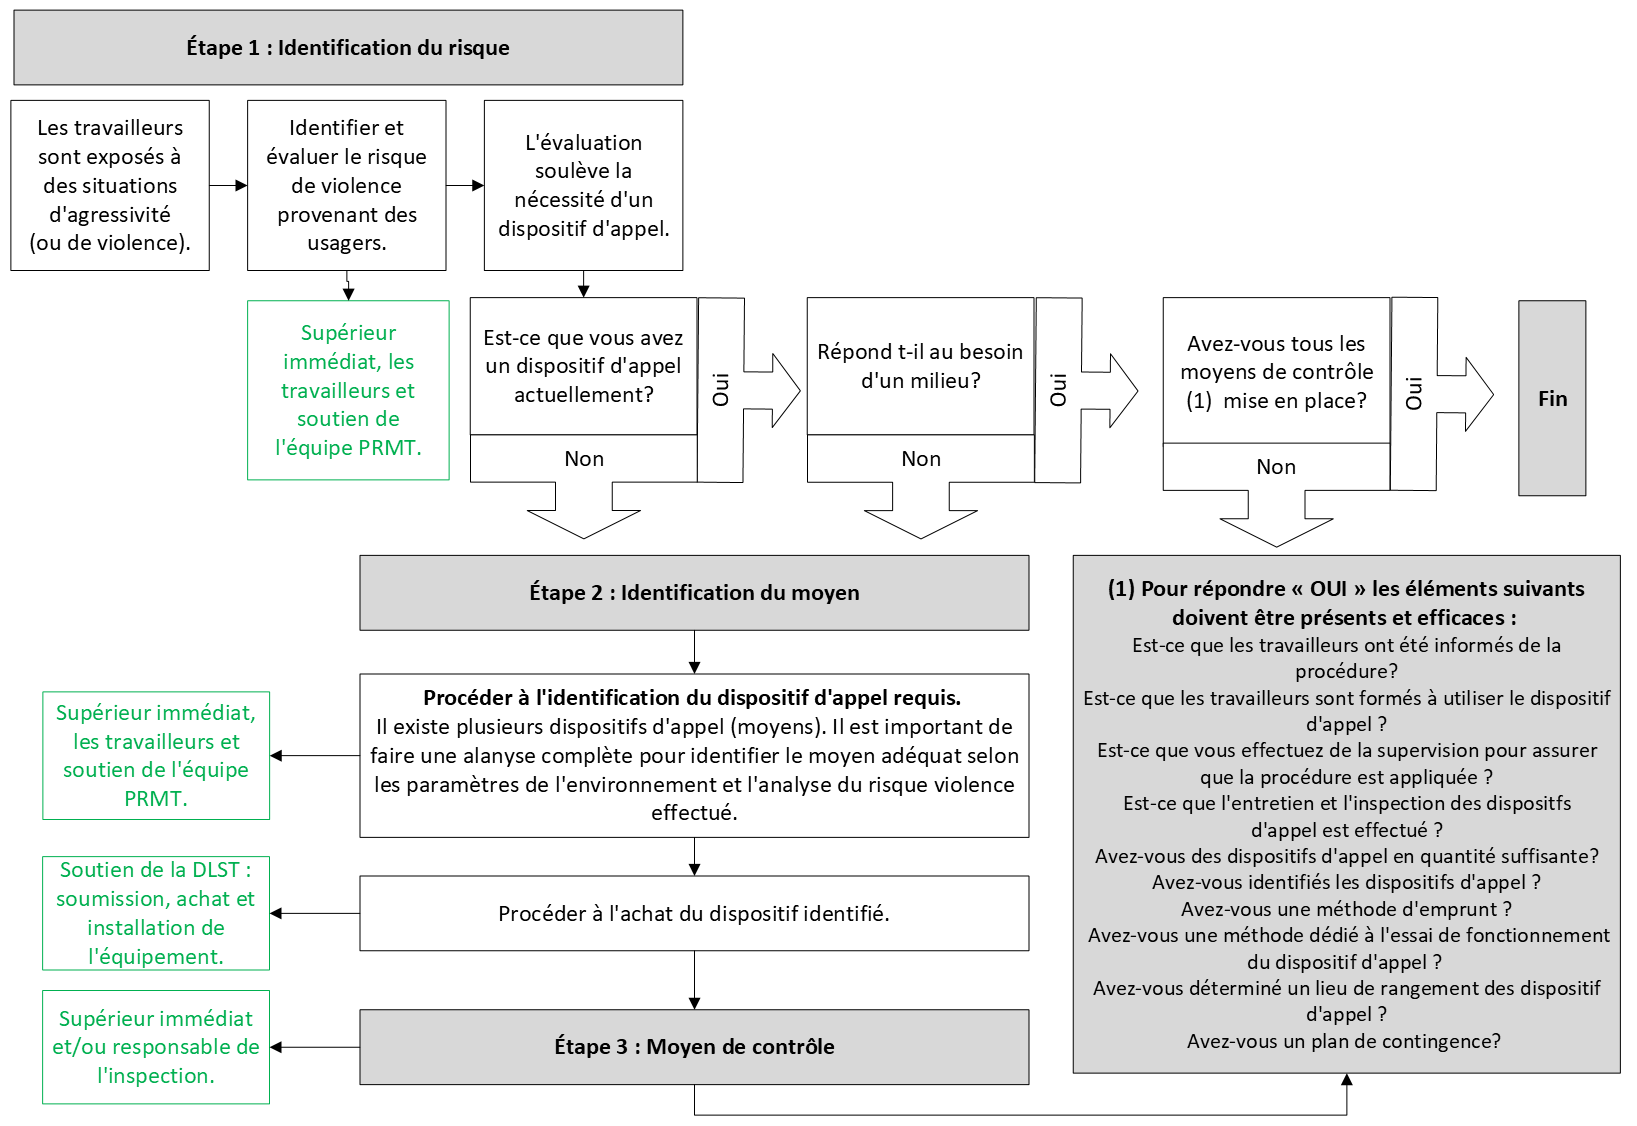 Étape 1 : Identification du risque
Les travailleurs
sont exposés à
des situations
d'agressivité
(ou de violence).
Identifier et
évaluer le risque
de violence
provenant des
usagers.
L'évaluation
soulève la
nécessité d'un
dispositif d'appel.
Supérieur
immédiat, les
travailleurs et
soutien de
l'équipe PRMT.
Est-ce que vous avez
un dispositif d'appel
actuellement?
Oui
Non
Répond t-il au besoin
d'un milieu?
Oui
Non
Avez-vous tous les
moyens de contrôle
(1)  mise en place?
Oui
Non
Fin
Étape 2 : Identification du moyen
Procéder à l'identification du dispositif d'appel requis.
Il existe plusieurs dispositifs d'appel (moyens). Il est important de
faire une alanyse complète pour identifier le moyen adéquat selon
les paramètres de l'environnement et l'analyse du risque violence
effectué.
Supérieur immédiat,
les travailleurs et
soutien de l'équipe
PRMT.
Procéder à l'achat du dispositif identifié.
Soutien de la DLST :
soumission, achat et
installation de
l'équipement.
Étape 3 : Moyen de contrôle
Supérieur immédiat
et/ou responsable de
l'inspection.
(1) Pour répondre « OUI » les éléments suivants
doivent être présents et efficaces :
Est-ce que les travailleurs ont été informés de la
procédure?
Est-ce que les travailleurs sont formés à utiliser le dispositif
d'appel ?
Est-ce que vous effectuez de la supervision pour assurer
que la procédure est appliquée ?
Est-ce que l'entretien et l'inspection des dispositfs
d'appel est effectué ?
Avez-vous des dispositifs d'appel en quantité suffisante?
Avez-vous identifiés les dispositifs d'appel ?
Avez-vous une méthode d'emprunt ?
Avez-vous une méthode dédié à l'essai de fonctionnement
du dispositif d'appel ?
Avez-vous déterminé un lieu de rangement des dispositif
d'appel ?
Avez-vous un plan de contingence?